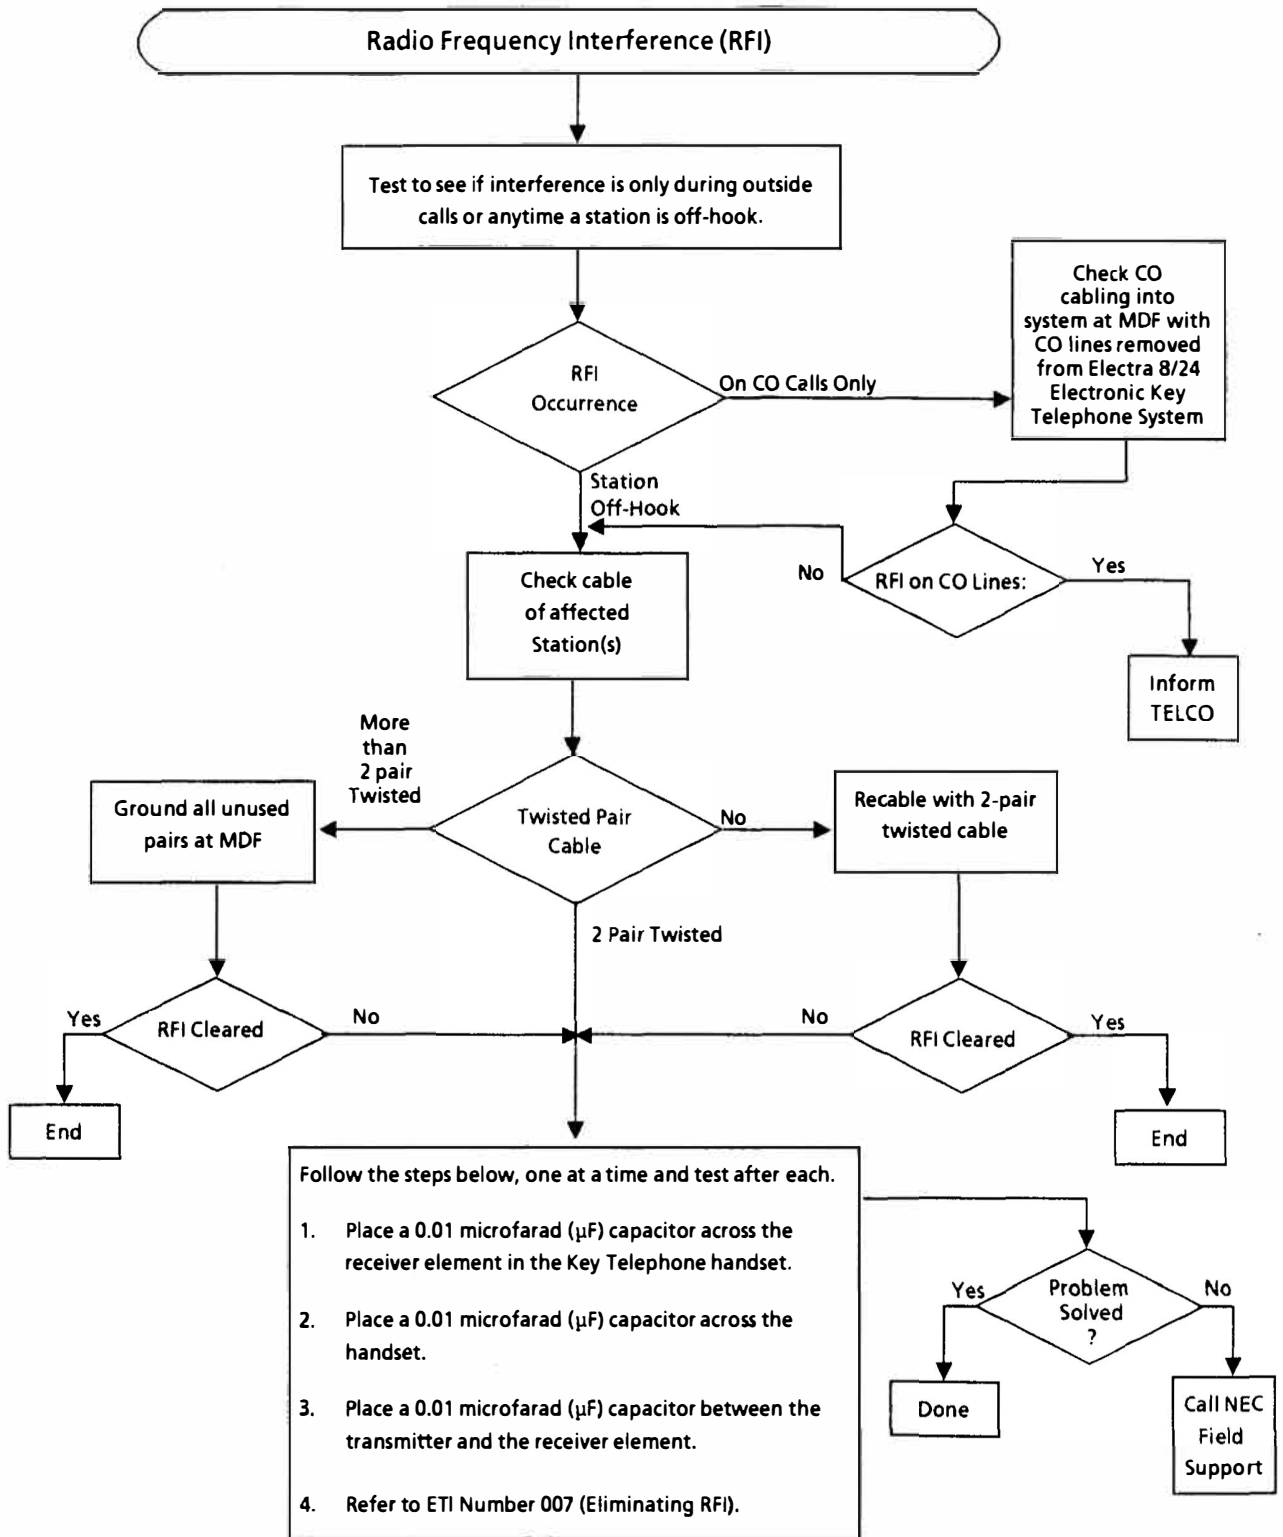 Radio Frequency Interference (RFI)
Test to see if interference is only during outside
calls or anytime a station is off-hook.
Check CO
cabling into
system at MDF with
CO lines removed
from Electra 8/24
Electronic Key
Telephone System
RFI
Occurrence
On CO Calls Only
Station
Off-Hook
No
RFI on CO Lines:
Yes
Check cable
of affected
Station(s)
Inform
TELCO
More
than
2 pair
Twisted
Ground all unused
pairs at MDF
Twisted Pair
Cable
No
Recable with 2-pair
twisted cable
2 Pair Twisted
Yes
RFI Cleared
No
No
RFI Cleared
Yes
End
End
Follow the steps below, one at a time and test after each.
1. Place a 0.01 microfarad (µF) capacitor across the
receiver element in the Key Telephone handset.
2. Place a 0.01 microfarad (µF) capacitor across the
handset.
3. Place a 0.01 microfarad (µF) capacitor between the
transmitter and the receiver element.
4. Refer to ETI Number 007 (Eliminating RFI).
Yes
Problem
Solved
?
No
Done
Call NEC
Field
Support